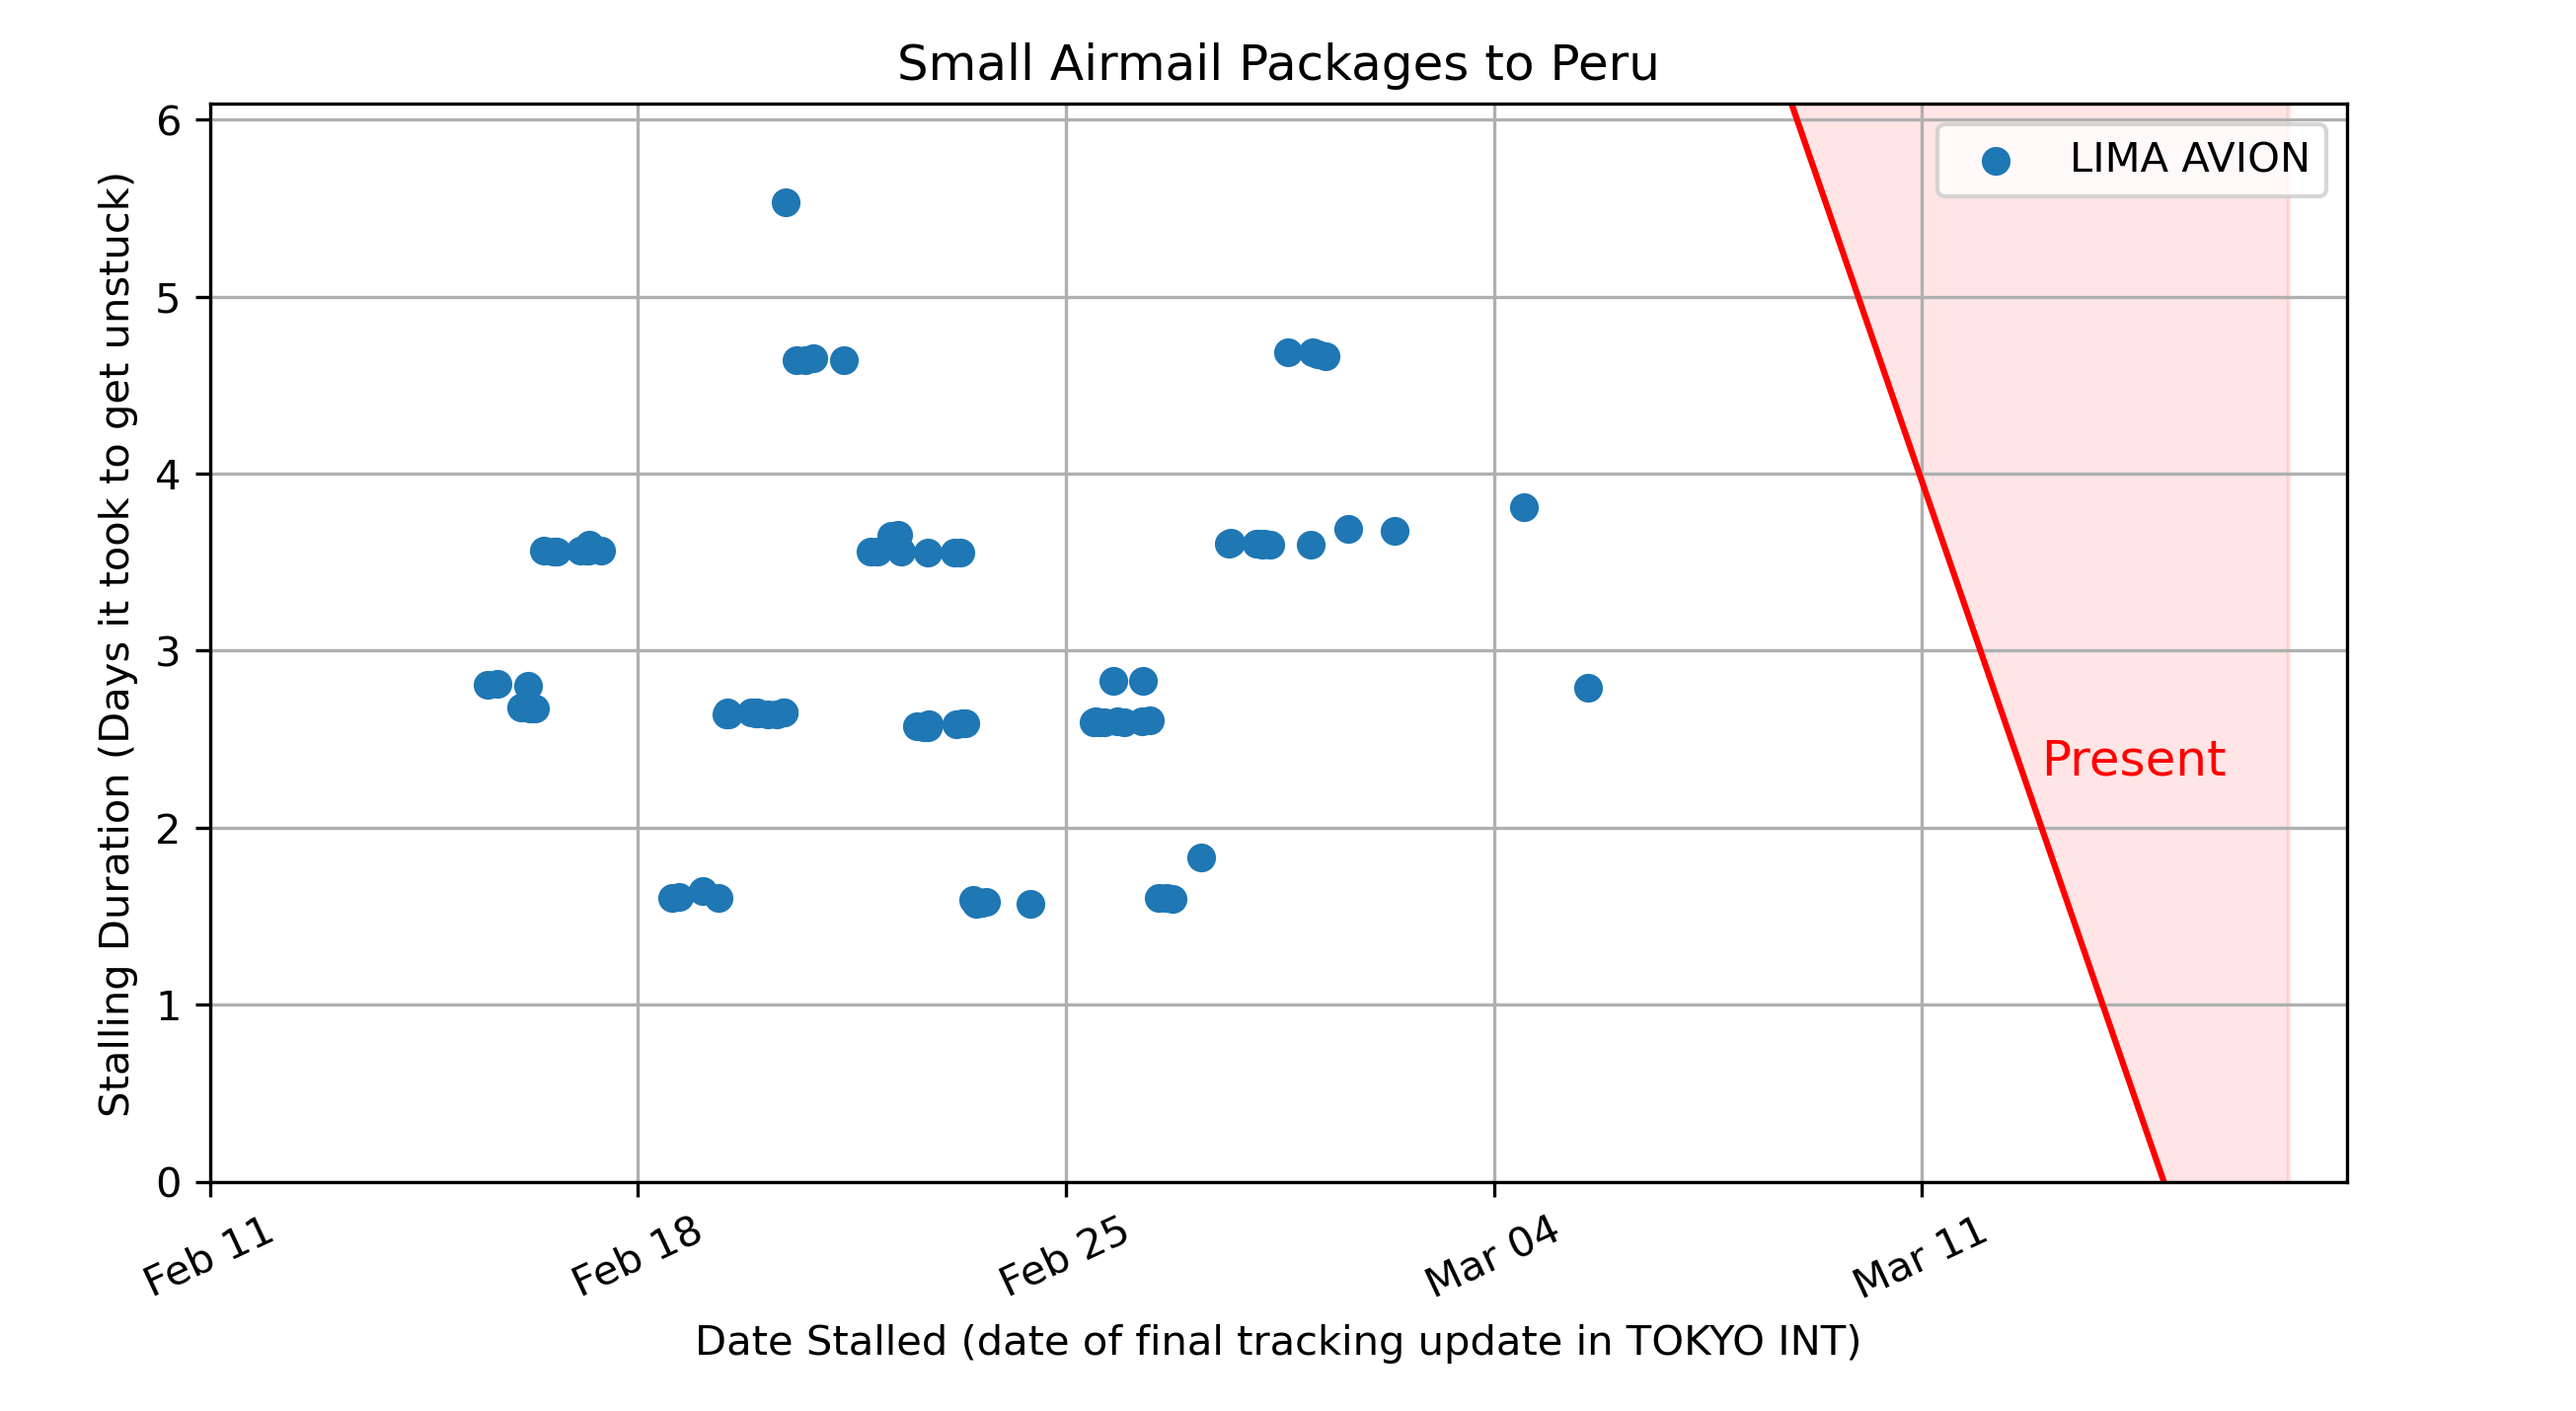 Small Airmail Packages to Peru
LIMA AVION
Present
Stalling Duration (Days it took to get unstuck)
6
5
4
3
2
1
0
Feb 11
Feb 18
Feb 25
Mar 04
Mar 11
Date Stalled (date of final tracking update in TOKYO INT)